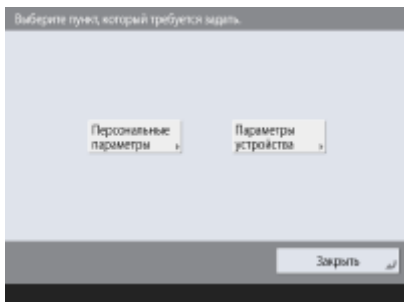 Выберите пункт, который требуется задать.
Персональные
параметры
Параметры
устройства
Закрыть